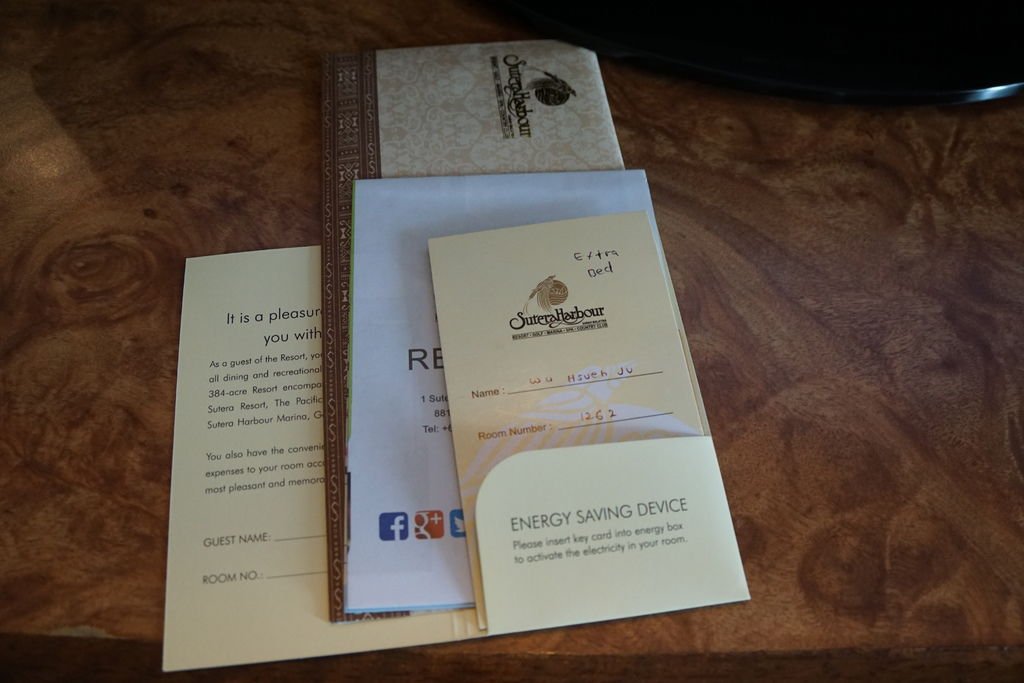 SuteraHarbour
It is a pleasur
you with
As a guest of the Resort, you
all dining and recreational
384-acre Resort encompa
Sutera Resort, The Pacific
Sutera Harbour Marina, G
You also have the conveni
expenses to your room acc
most pleasant and memora
GUEST NAME:
ROOM NO.:
RE
1 Sute
881
Tel: +6
f g+
Extra
Bed
SuteraHarbour
RESORT • GOLF • MARINA • SPA • COUNTRY CLUB
Name : Wu Hsueh Ju
Room Number : 1262
ENERGY SAVING DEVICE
Please insert key card into energy box
to activate the electricity in your room.